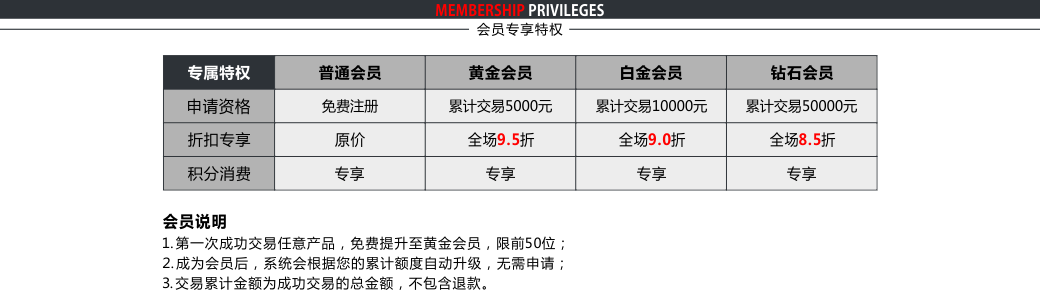 MEMBERSHIP PRIVILEGES
会员专享特权
专属特权 普通会员 黄金会员 白金会员 钻石会员
申请资格 免费注册 累计交易5000元 累计交易10000元 累计交易50000元
折扣专享 原价 全场9.5折 全场9.0折 全场8.5折
积分消费 专享 专享 专享 专享
会员说明
1.第一次成功交易任意产品，免费提升至黄金会员，限前50位；
2.成为会员后，系统会根据您的累计额度自动升级，无需申请；
3.交易累计金额为成功交易的总金额，不包含退款。